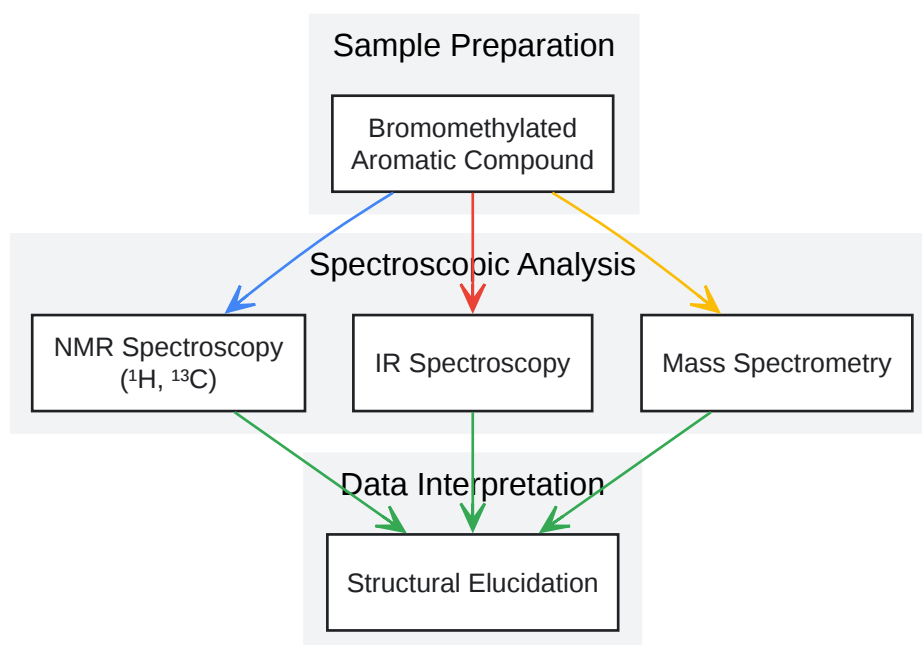 Sample Preparation
Bromomethylated
Aromatic Compound
Spectroscopic Analysis
NMR Spectroscopy
(¹H, ¹³C)
IR Spectroscopy
Mass Spectrometry
Data Interpretation
Structural Elucidation